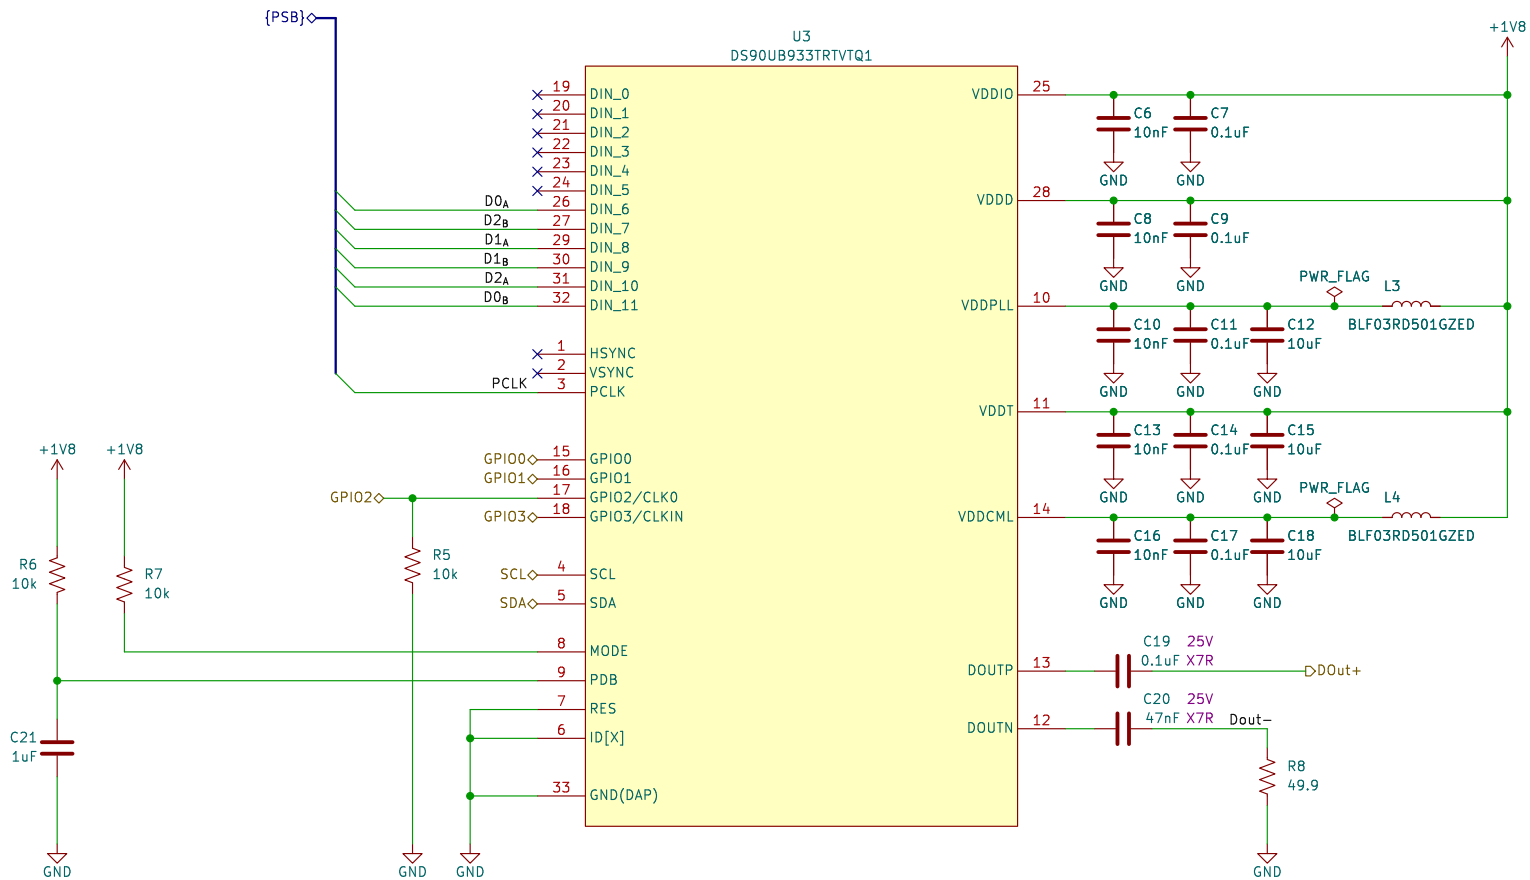 {PSB}
U3
DS90UB933TRTVTQ1
+1V8
19 DIN_0
20 DIN_1
21 DIN_2
22 DIN_3
23 DIN_4
24 DIN_5
D0A 26 DIN_6
D2B 27 DIN_7
D1A 29 DIN_8
D1B 30 DIN_9
D2A 31 DIN_10
D0B 32 DIN_11
1 HSYNC
2 VSYNC
PCLK 3 PCLK
GPIO0 15 GPIO0
GPIO1 16 GPIO1
GPIO2 17 GPIO2/CLK0
GPIO3 18 GPIO3/CLKIN
SCL 4 SCL
SDA 5 SDA
8 MODE
9 PDB
7 RES
6 ID[X]
33 GND(DAP)
+1V8
+1V8
R6
10k
R7
10k
R5
10k
C21
1uF
GND
GND
GND
VDDIO 25
C6
10nF
C7
0.1uF
GND
GND
VDDD 28
C8
10nF
C9
0.1uF
GND
GND
VDDPLL 10
PWR_FLAG
L3
BLF03RD501GZED
C10
10nF
C11
0.1uF
C12
10uF
GND
GND
GND
VDDT 11
C13
10nF
C14
0.1uF
C15
10uF
GND
GND
GND
VDDCML 14
PWR_FLAG
L4
BLF03RD501GZED
C16
10nF
C17
0.1uF
C18
10uF
GND
GND
GND
DOUTP 13
C19 25V
0.1uF X7R
DOut+
DOUTN 12
C20 25V
47nF X7R
Dout-
R8
49.9
GND